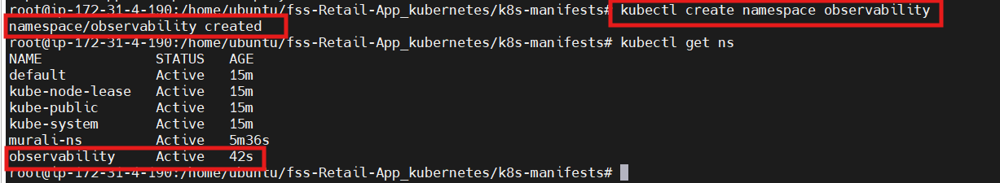 root@ip-172-31-4-190:/home/ubuntu/fss-Retail-App_kubernetes/k8s-manifests# kubectl create namespace observability
namespace/observability created
root@ip-172-31-4-190:/home/ubuntu/fss-Retail-App_kubernetes/k8s-manifests# kubectl get ns
NAME STATUS AGE
default Active 15m
kube-node-lease Active 15m
kube-public Active 15m
kube-system Active 15m
murali-ns Active 5m36s
observability Active 42s
root@ip-172-31-4-190:/home/ubuntu/fss-Retail-App_kubernetes/k8s-manifests#